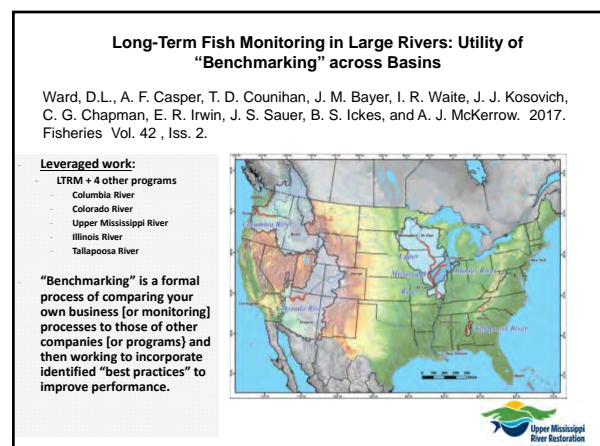 Long-Term Fish Monitoring in Large Rivers: Utility of
“Benchmarking” across Basins
Ward, D.L., A. F. Casper, T. D. Counihan, J. M. Bayer, I. R. Waite, J. J. Kosovich,
C. G. Chapman, E. R. Irwin, J. S. Sauer, B. S. Ickes, and A. J. McKerrow. 2017.
Fisheries Vol. 42 , Iss. 2.
- Leveraged work:
- LTRM + 4 other programs
- Columbia River
- Colorado River
- Upper Mississippi River
- Illinois River
- Tallapoosa River
- “Benchmarking” is a formal
process of comparing your
own business [or monitoring]
processes to those of other
companies [or programs} and
then working to incorporate
identified “best practices” to
improve performance.
Columbia River
Upper
Mississippi
River
Illinois River
Colorado River
Tallapoosa River
Upper Mississippi
River Restoration